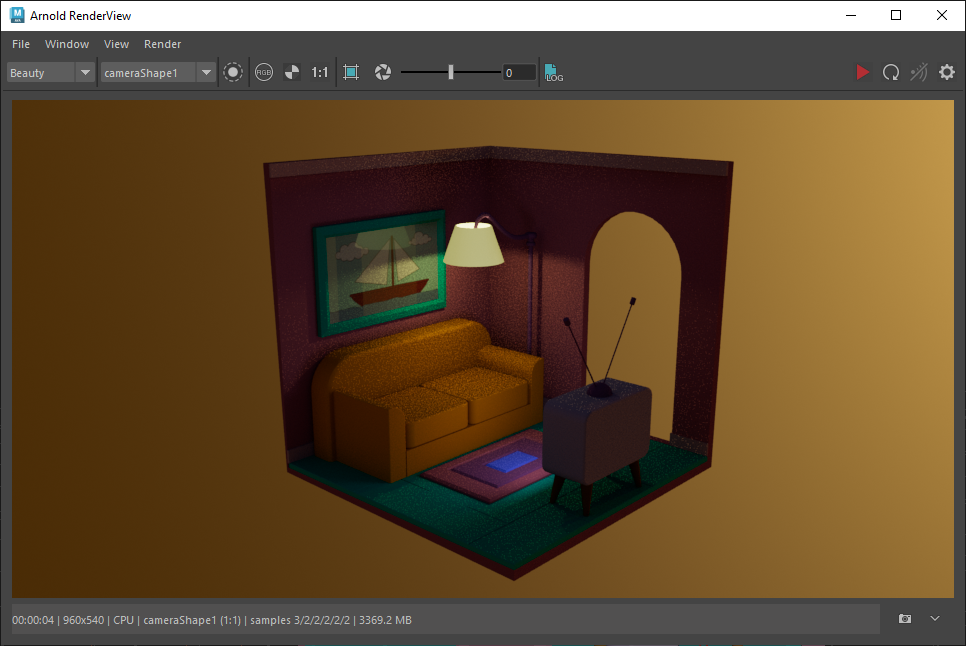 Arnold RenderView
File Window View Render
Beauty cameraShape1 RGB 1:1 0 LOG
00:00:04 | 960x540 | CPU | cameraShape1 (1:1) | samples 3/2/2/2/2/2 | 3369.2 MB